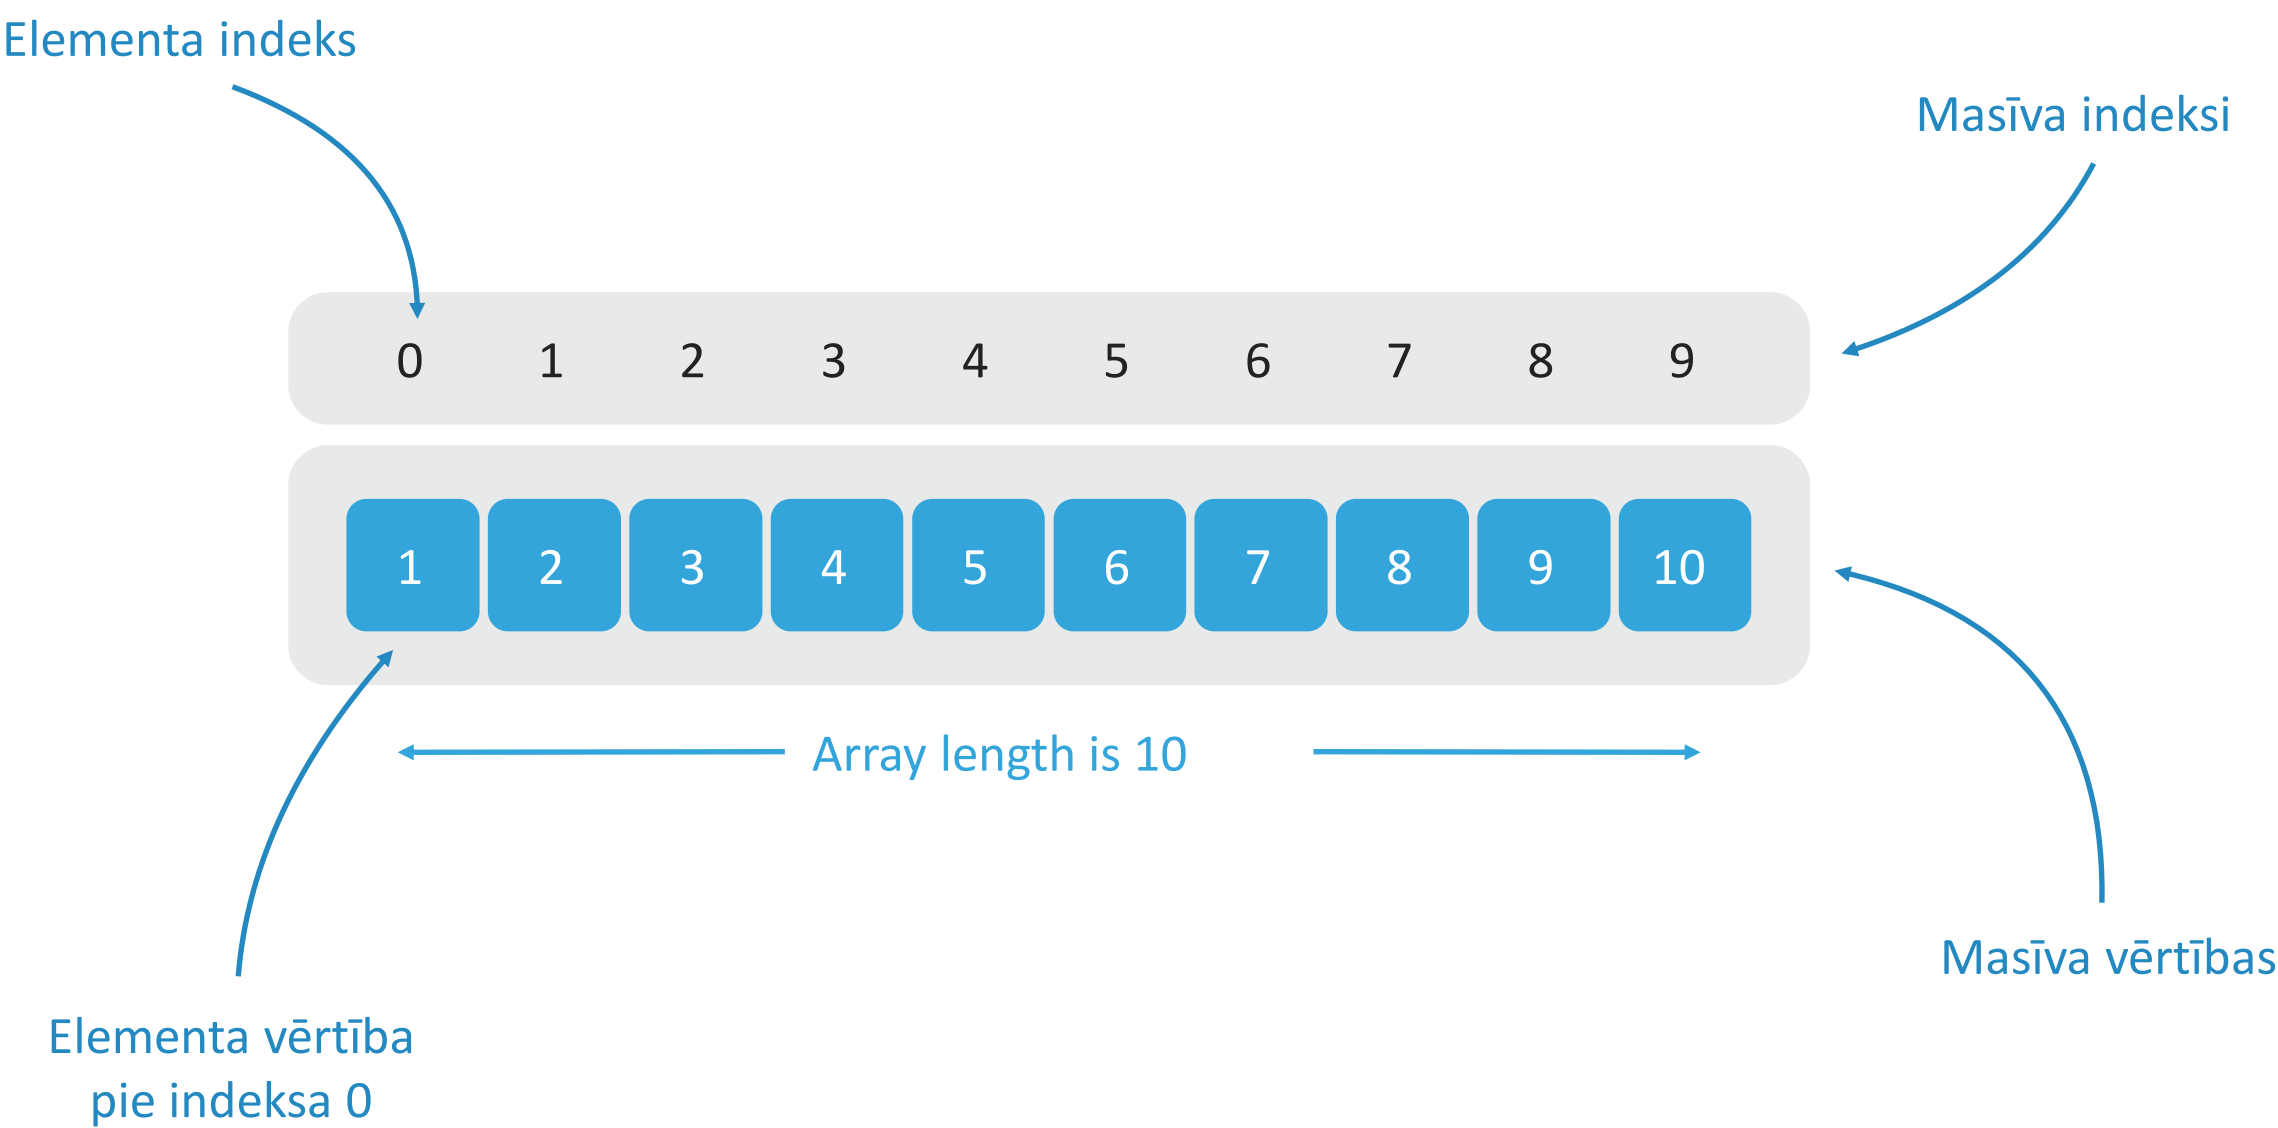 Elementa indeks
Masīva indeksi
0 1 2 3 4 5 6 7 8 9
1 2 3 4 5 6 7 8 9 10
Array length is 10
Masīva vērtības
Elementa vērtība
pie indeksa 0